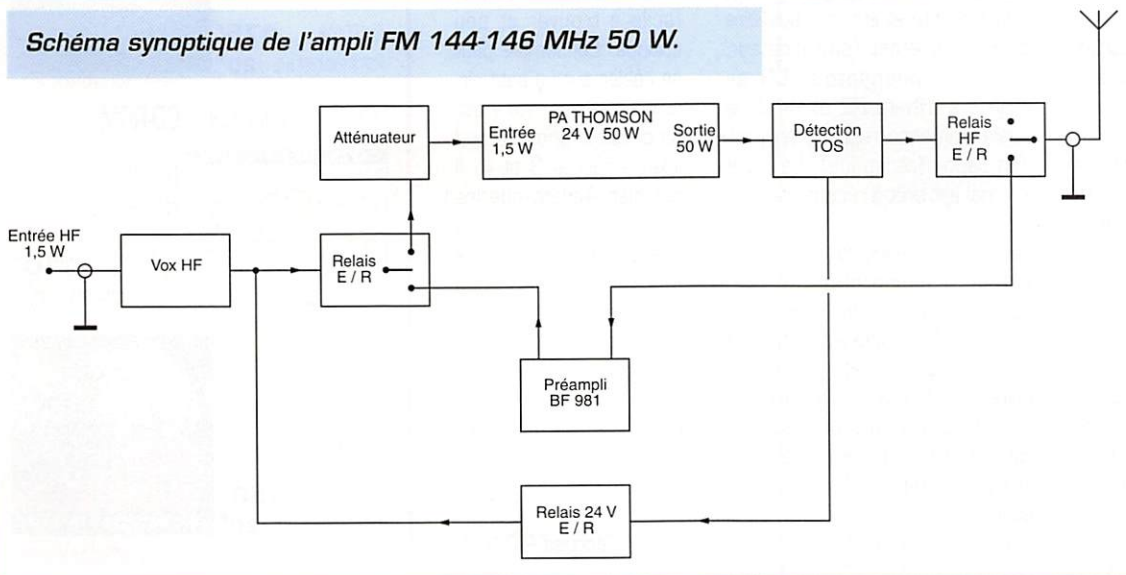 Schéma synoptique de l'ampli FM 144-146 MHz 50 W.
Atténuateur
PA THOMSON
24 V 50 W
Entrée
1,5 W
Sortie
50 W
Détection
TOS
Relais
HF
E / R
Entrée HF
1,5 W
Vox HF
Relais
E / R
Préampli
BF 981
Relais 24 V
E / R